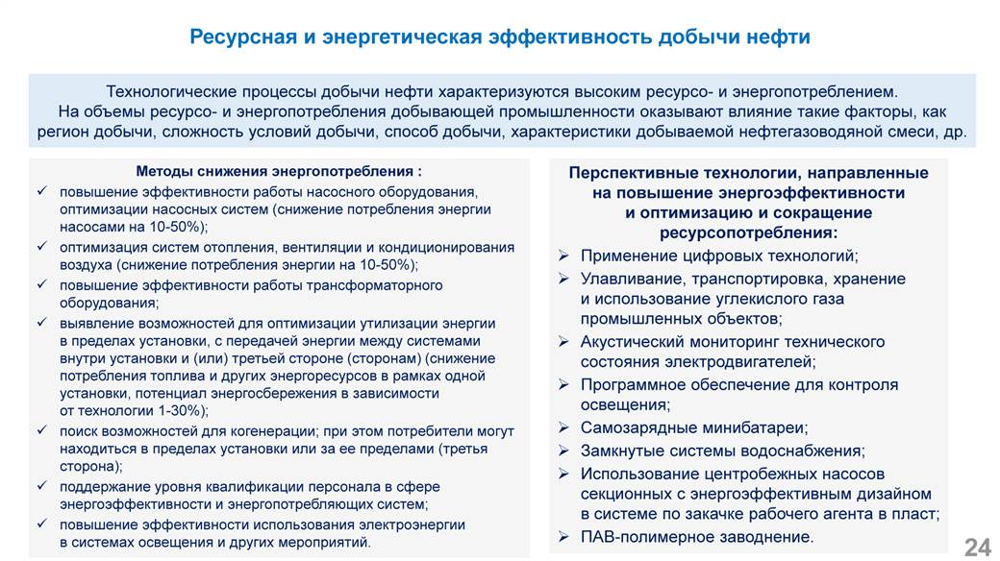 Ресурсная и энергетическая эффективность добычи нефти
Технологические процессы добычи нефти характеризуются высоким ресурсо- и энергопотреблением.
На объемы ресурсо- и энергопотребления добывающей промышленности оказывают влияние такие факторы, как
регион добычи, сложность условий добычи, способ добычи, характеристики добываемой нефтегазоводяной смеси, др.
Методы снижения энергопотребления :
✓ повышение эффективности работы насосного оборудования,
оптимизации насосных систем (снижение потребления энергии
насосами на 10-50%);
✓ оптимизация систем отопления, вентиляции и кондиционирования
воздуха (снижение потребления энергии на 10-50%);
✓ повышение эффективности работы трансформаторного
оборудования;
✓ выявление возможностей для оптимизации утилизации энергии
в пределах установки, с передачей энергии между системами
внутри установки и (или) третьей стороне (сторонам) (снижение
потребления топлива и других энергоресурсов в рамках одной
установки, потенциал энергосбережения в зависимости
от технологии 1-30%);
✓ поиск возможностей для когенерации; при этом потребители могут
находиться в пределах установки или за ее пределами (третья
сторона);
✓ поддержание уровня квалификации персонала в сфере
энергоэффективности и энергопотребляющих систем;
✓ повышение эффективности использования электроэнергии
в системах освещения и других мероприятий.
Перспективные технологии, направленные
на повышение энергоэффективности
и оптимизацию и сокращение
ресурсопотребления:
➢ Применение цифровых технологий;
➢ Улавливание, транспортировка, хранение
и использование углекислого газа
промышленных объектов;
➢ Акустический мониторинг технического
состояния электродвигателей;
➢ Программное обеспечение для контроля
освещения;
➢ Самозарядные минибатареи;
➢ Замкнутые системы водоснабжения;
➢ Использование центробежных насосов
секционных с энергоэффективным дизайном
в системе по закачке рабочего агента в пласт;
➢ ПАВ-полимерное заводнение.
24